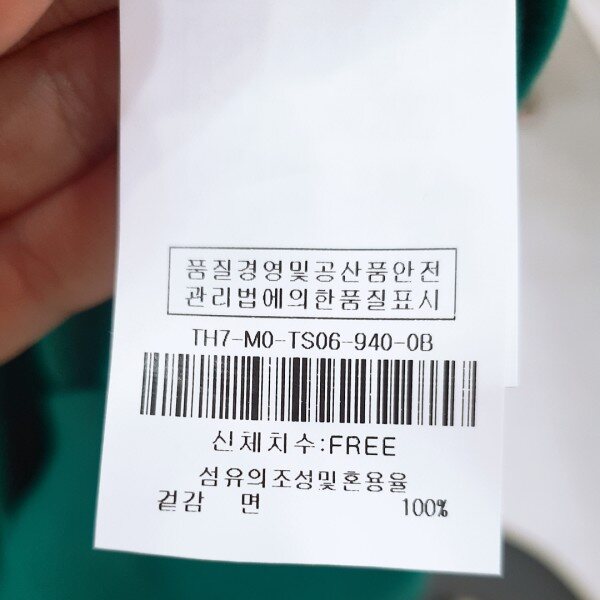 품질경영및공산품안전
관리법에의한품질표시
TH7-M0-TS06-940-0B
신체치수:FREE
섬유의조성및혼용율
겉감 면 100%